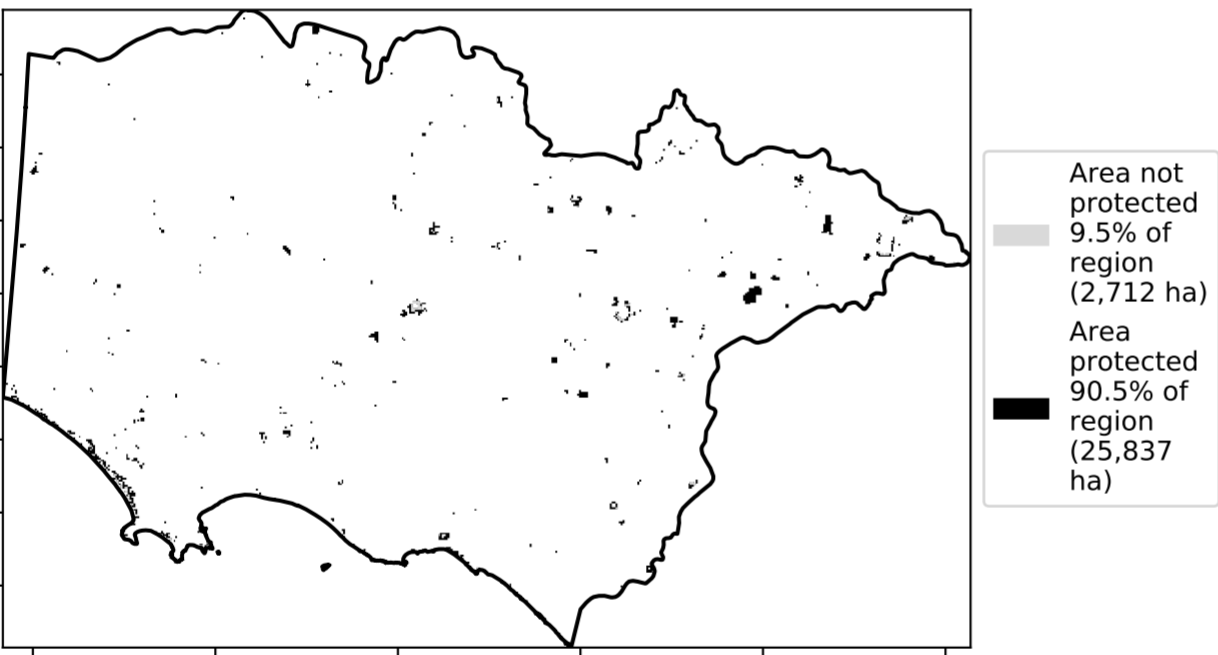 Area not
protected
9.5% of
region
(2,712 ha)
Area
protected
90.5% of
region
(25,837
ha)